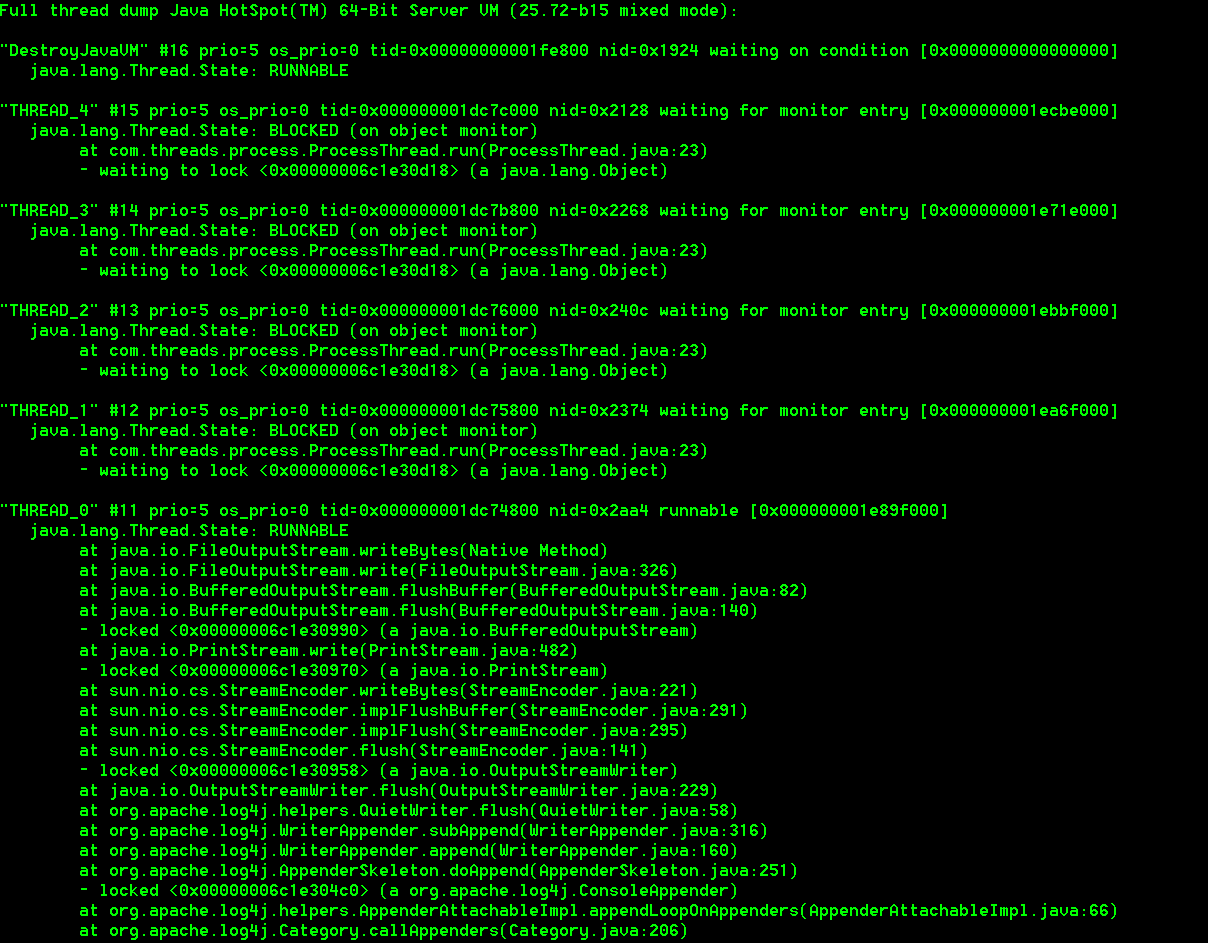 Full thread dump Java HotSpot(TM) 64-Bit Server VM (25.72-b15 mixed mode):
"DestroyJavaVM" #16 prio=5 os_prio=0 tid=0x00000000001fe800 nid=0x1924 waiting on condition [0x0000000000000000]
java.lang.Thread.State: RUNNABLE
"THREAD_4" #15 prio=5 os_prio=0 tid=0x000000001dc7c000 nid=0x2128 waiting for monitor entry [0x000000001ecbe000]
java.lang.Thread.State: BLOCKED (on object monitor)
at com.threads.process.ProcessThread.run(ProcessThread.java:23)
- waiting to lock <0x00000006c1e30d18> (a java.lang.Object)
"THREAD_3" #14 prio=5 os_prio=0 tid=0x000000001dc7b800 nid=0x2268 waiting for monitor entry [0x000000001e71e000]
java.lang.Thread.State: BLOCKED (on object monitor)
at com.threads.process.ProcessThread.run(ProcessThread.java:23)
- waiting to lock <0x00000006c1e30d18> (a java.lang.Object)
"THREAD_2" #13 prio=5 os_prio=0 tid=0x000000001dc76000 nid=0x240c waiting for monitor entry [0x000000001ebbf000]
java.lang.Thread.State: BLOCKED (on object monitor)
at com.threads.process.ProcessThread.run(ProcessThread.java:23)
- waiting to lock <0x00000006c1e30d18> (a java.lang.Object)
"THREAD_1" #12 prio=5 os_prio=0 tid=0x000000001dc75800 nid=0x2374 waiting for monitor entry [0x000000001ea6f000]
java.lang.Thread.State: BLOCKED (on object monitor)
at com.threads.process.ProcessThread.run(ProcessThread.java:23)
- waiting to lock <0x00000006c1e30d18> (a java.lang.Object)
"THREAD_0" #11 prio=5 os_prio=0 tid=0x000000001dc74800 nid=0x2aa4 runnable [0x000000001e89f000]
java.lang.Thread.State: RUNNABLE
at java.io.FileOutputStream.writeBytes(Native Method)
at java.io.FileOutputStream.write(FileOutputStream.java:326)
at java.io.BufferedOutputStream.flushBuffer(BufferedOutputStream.java:82)
at java.io.BufferedOutputStream.flush(BufferedOutputStream.java:140)
- locked <0x00000006c1e30990> (a java.io.BufferedOutputStream)
at java.io.PrintStream.write(PrintStream.java:482)
- locked <0x00000006c1e30970> (a java.io.PrintStream)
at sun.nio.cs.StreamEncoder.writeBytes(StreamEncoder.java:221)
at sun.nio.cs.StreamEncoder.implFlushBuffer(StreamEncoder.java:291)
at sun.nio.cs.StreamEncoder.implFlush(StreamEncoder.java:295)
at sun.nio.cs.StreamEncoder.flush(StreamEncoder.java:141)
- locked <0x00000006c1e30958> (a java.io.OutputStreamWriter)
at java.io.OutputStreamWriter.flush(OutputStreamWriter.java:229)
at org.apache.log4j.helpers.QuietWriter.flush(QuietWriter.java:58)
at org.apache.log4j.WriterAppender.subAppend(WriterAppender.java:316)
at org.apache.log4j.WriterAppender.append(WriterAppender.java:160)
at org.apache.log4j.AppenderSkeleton.doAppend(AppenderSkeleton.java:251)
- locked <0x00000006c1e304c0> (a org.apache.log4j.ConsoleAppender)
at org.apache.log4j.helpers.AppenderAttachableImpl.appendLoopOnAppenders(AppenderAttachableImpl.java:66)
at org.apache.log4j.Category.callAppenders(Category.java:206)